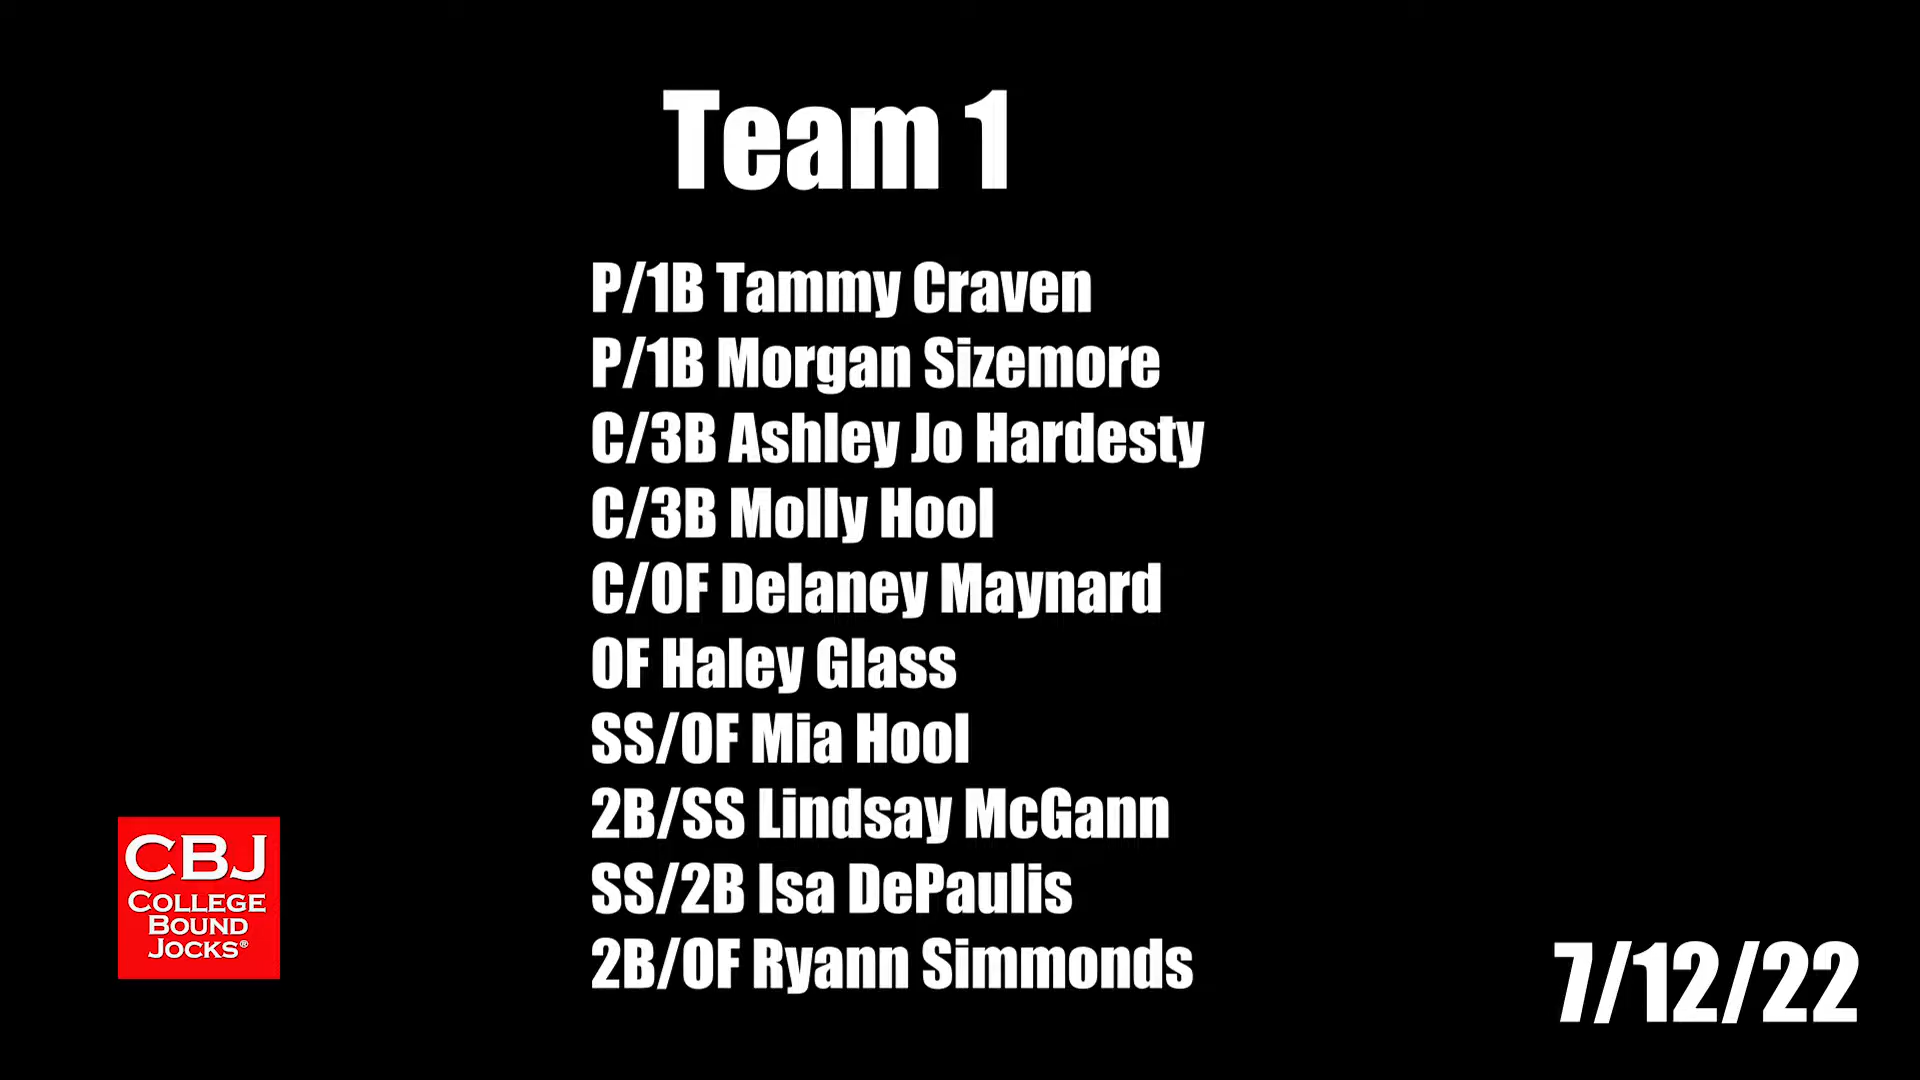 Team 1
P/1B Tammy Craven
P/1B Morgan Sizemore
C/3B Ashley Jo Hardesty
C/3B Molly Hool
C/OF Delaney Maynard
OF Haley Glass
SS/OF Mia Hool
2B/SS Lindsay McGann
SS/2B Isa DePaulis
2B/OF Ryann Simmonds
CBJ
COLLEGE
BOUND
JOCKS®
7/12/22